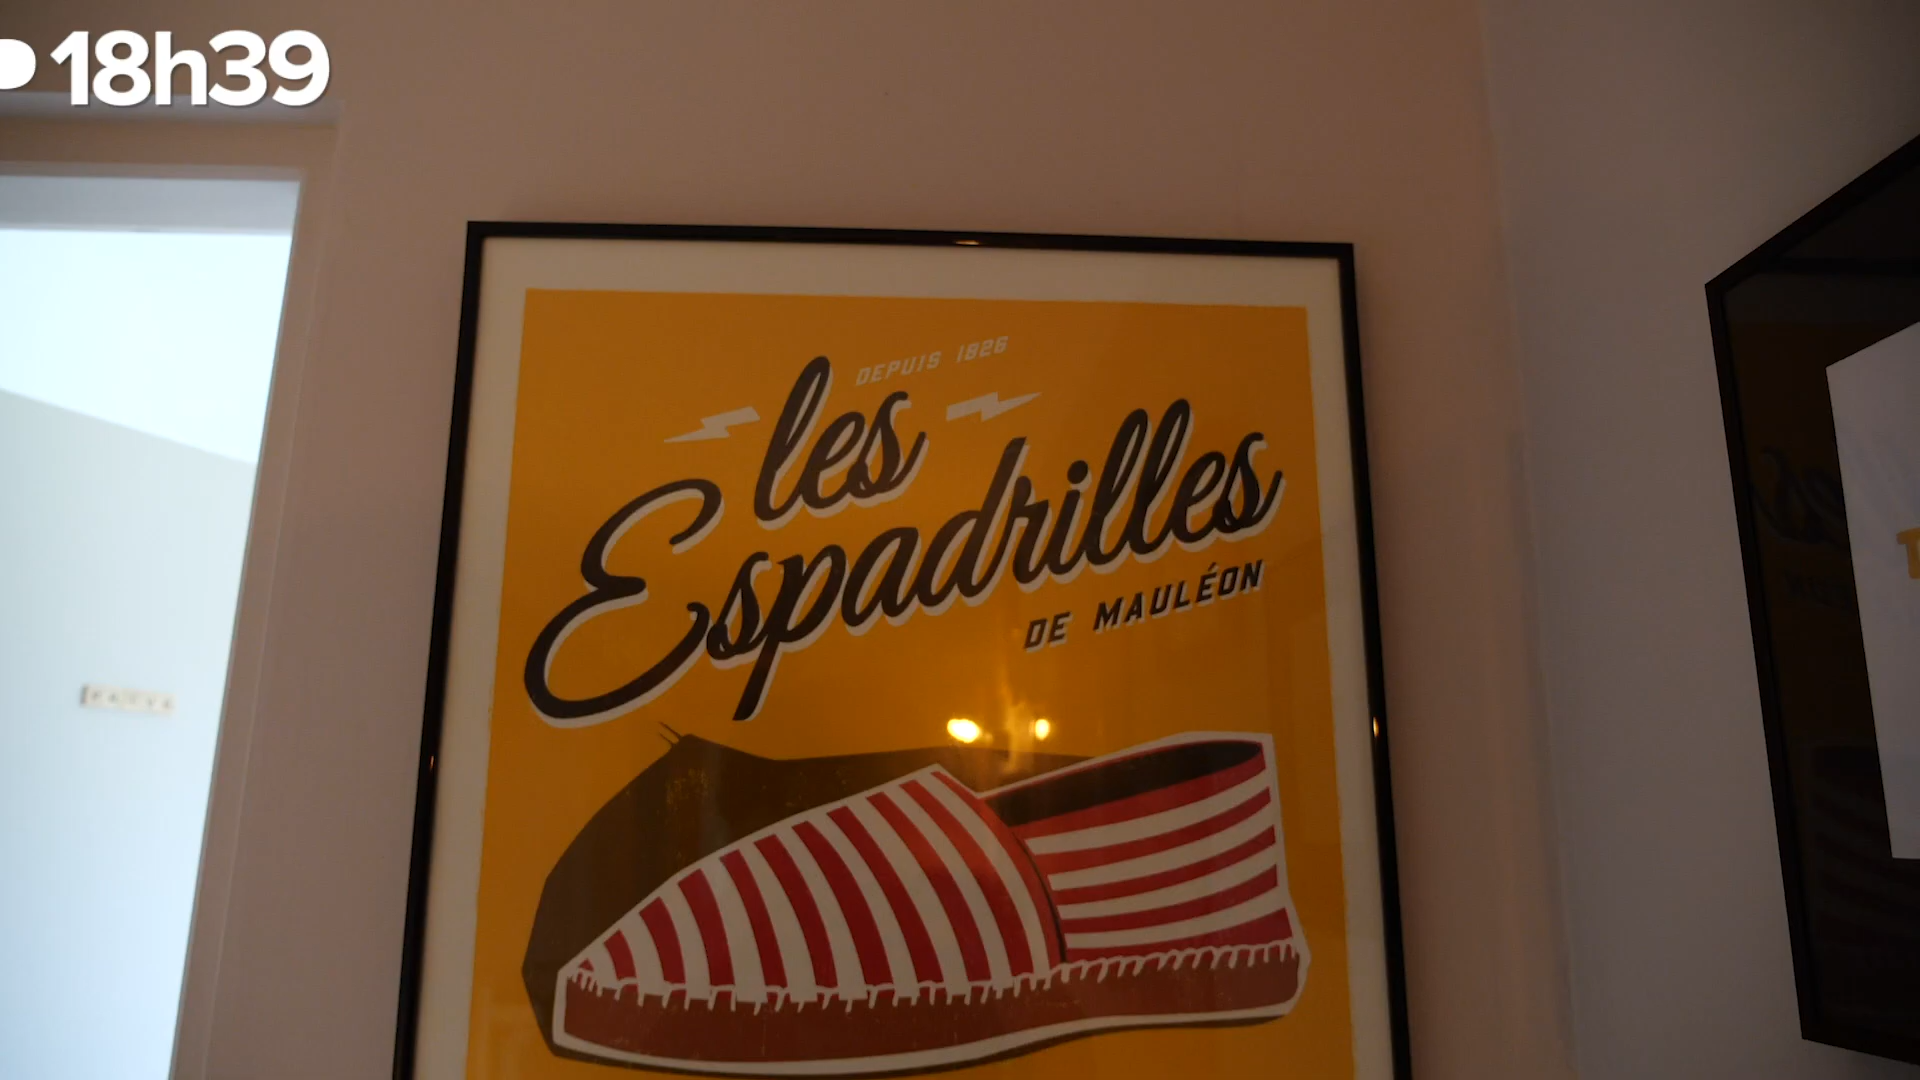 18h39
DEPUIS 1826
les
Espadrilles
DE MAULÉON